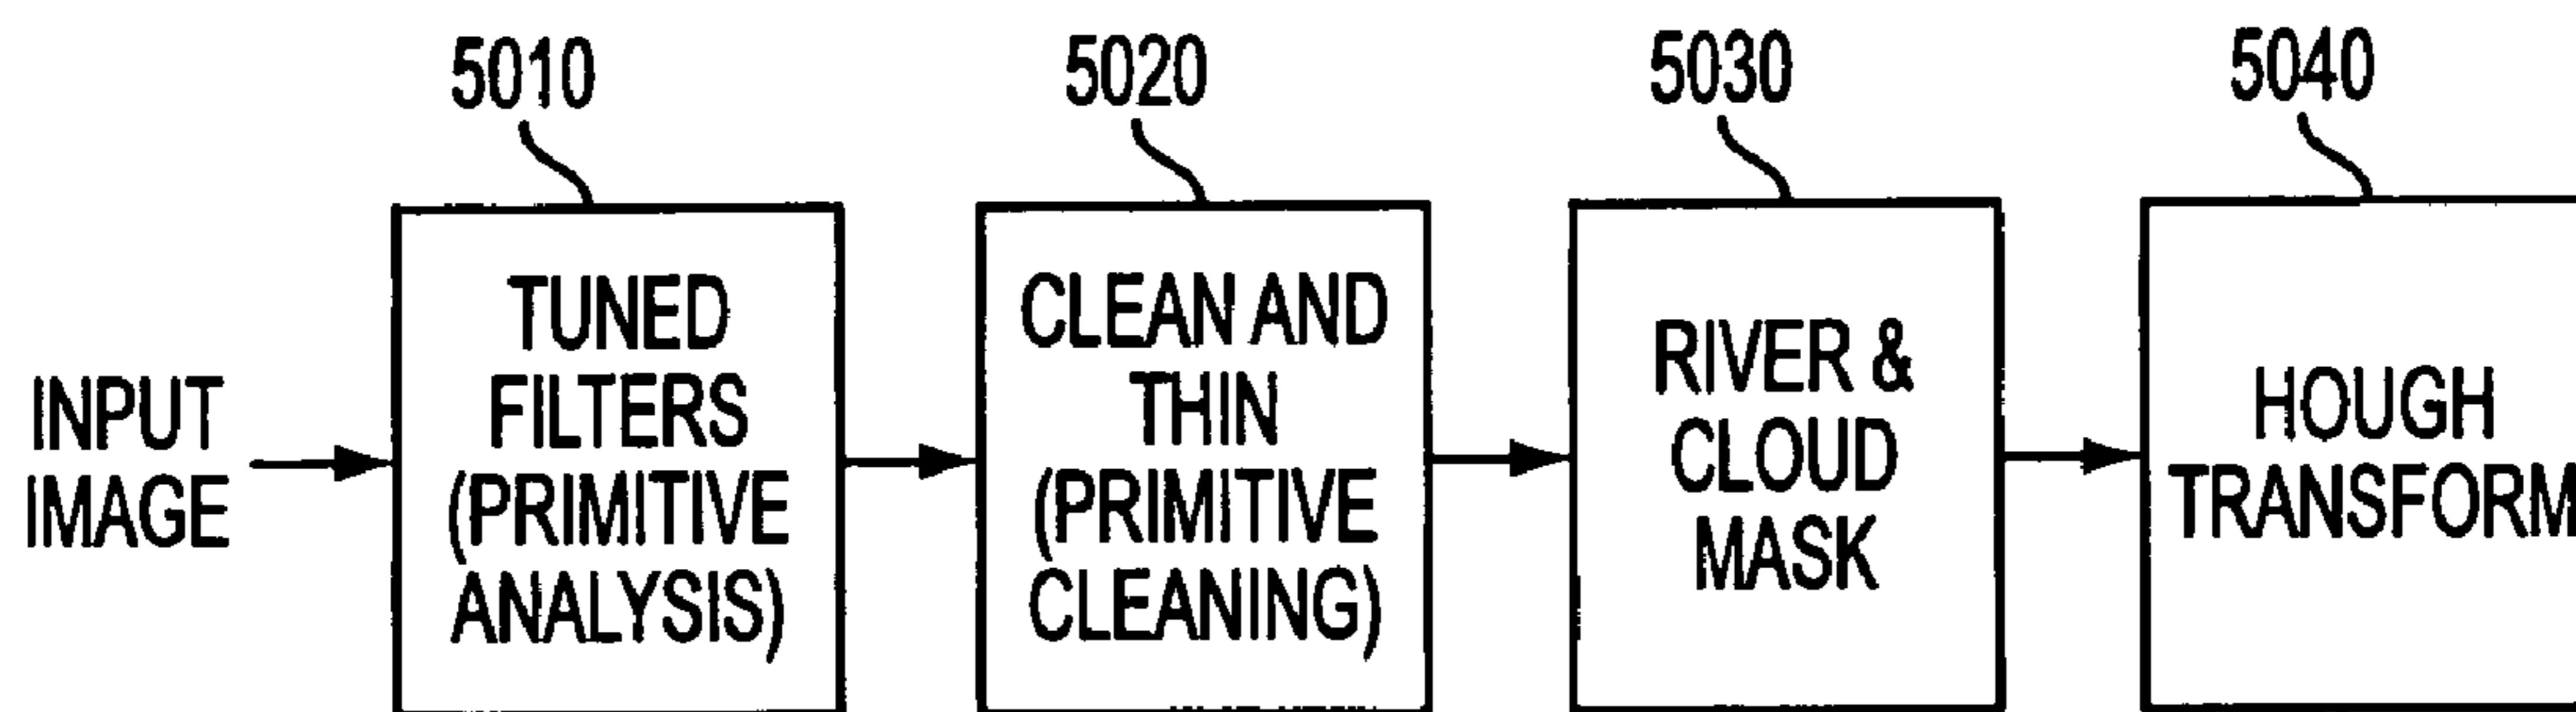 5010
5020
5030
5040
INPUT
IMAGE
TUNED
FILTERS
(PRIMITIVE
ANALYSIS)
CLEAN AND
THIN
(PRIMITIVE
CLEANING)
RIVER &
CLOUD
MASK
HOUGH
TRANSFORM